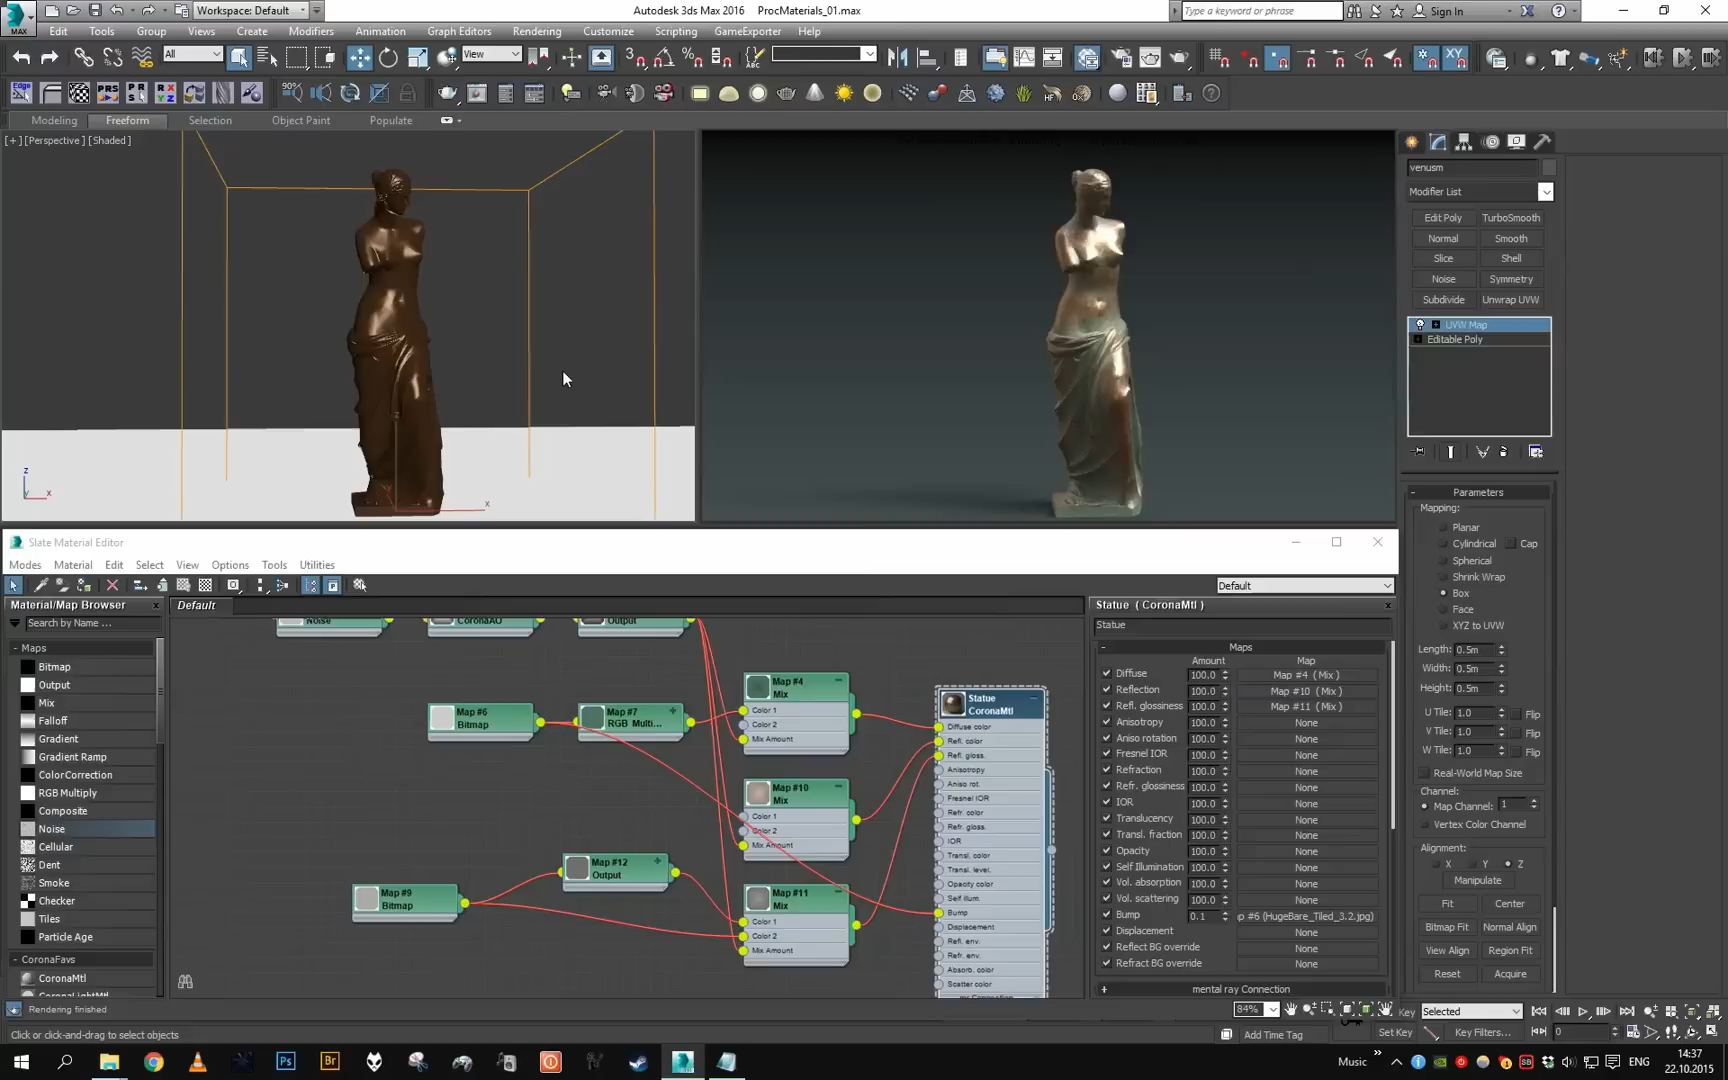 Workspace: Default
Autodesk 3ds Max 2016 ProcMaterials_01.max
Type a keyword or phrase
Sign In
MAX
Edit Tools Group Views Create Modifiers Animation Graph Editors Rendering Customize Scripting GameExporter Help
All
View
XY
Modeling Freeform Selection Object Paint Populate
[+] [Perspective] [Shaded]
venusm
Modifier List
Edit Poly TurboSmooth
Normal Smooth
Slice Shell
Noise Symmetry
Subdivide Unwrap UVW
UVW Map
Editable Poly
Parameters
Mapping:
Planar
Cylindrical Cap
Spherical
Shrink Wrap
Box
Face
XYZ to UVW
Length: 0.5m
Width: 0.5m
Height: 0.5m
U Tile: 1.0 Flip
V Tile: 1.0 Flip
W Tile: 1.0 Flip
Real-World Map Size
Channel:
Map Channel: 1
Vertex Color Channel
Alignment:
X Y Z
Manipulate
Fit Center
Bitmap Fit Normal Align
View Align Region Fit
Reset Acquire
Slate Material Editor
Modes Material Edit Select View Options Tools Utilities
Default
Material/Map Browser
Search by Name ...
Maps
Bitmap
Output
Mix
Falloff
Gradient
Gradient Ramp
ColorCorrection
RGB Multiply
Composite
Noise
Cellular
Dent
Smoke
Checker
Tiles
Particle Age
CoronaFavs
CoronaMtl
CoronaLightMtl
Default
Noise
CoronaAO
Output
Map #6
Bitmap
Map #7
RGB Multi...
Map #4
Mix
Color 1
Color 2
Mix Amount
Map #10
Mix
Color 1
Color 2
Mix Amount
Map #12
Output
Map #9
Bitmap
Map #11
Mix
Color 1
Color 2
Mix Amount
Statue
CoronaMtl
Diffuse color
Refl. color
Refl. gloss.
Anisotropy
Aniso rot.
Fresnel IOR
Refr. color
Refr. gloss.
IOR
Transl. color
Transl. level.
Opacity color
Self illum.
Bump
Displacement
Refl. env.
Refr. env.
Absorb. color
Scatter color
Statue ( CoronaMtl )
Statue
Maps
Amount Map
Diffuse 100.0 Map #4 ( Mix )
Reflection 100.0 Map #10 ( Mix )
Refl. glossiness 100.0 Map #11 ( Mix )
Anisotropy 100.0 None
Aniso rotation 100.0 None
Fresnel IOR 100.0 None
Refraction 100.0 None
Refr. glossiness 100.0 None
IOR 100.0 None
Translucency 100.0 None
Transl. fraction 100.0 None
Opacity 100.0 None
Self Illumination 100.0 None
Vol. absorption 100.0 None
Vol. scattering 100.0 None
Bump 0.1 p #6 (HugeBare_Tiled_3.2.jpg)
Displacement None
Reflect BG override None
Refract BG override None
mental ray Connection
Rendering finished
84%
Click or click-and-drag to select objects
Add Time Tag
Key Selected
Set Key Key Filters...
0
Music
ENG
14:37
22.10.2015